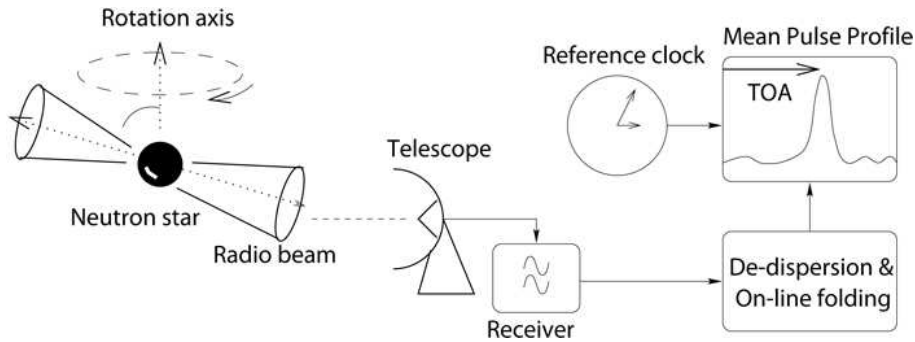 Rotation axis
Neutron star
Radio beam
Telescope
Receiver
Reference clock
Mean Pulse Profile
TOA
De-dispersion &
On-line folding